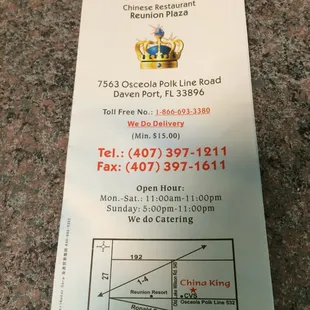 Chinese Restaurant
Reunion Plaza
7563 Osceola Polk Line Road
Daven Port, FL 33896
Toll Free No.: 1-866-693-3380
We Do Delivery
(Min. $15.00)
Tel.: (407) 397-1211
Fax: (407) 397-1611
Open Hour:
Mon.-Sat.: 11:00am-11:00pm
Sunday: 5:00pm-11:00pm
We do Catering
192
27
I-4
China King
Reunion Resort
CVS
Osceola Polk Line 532